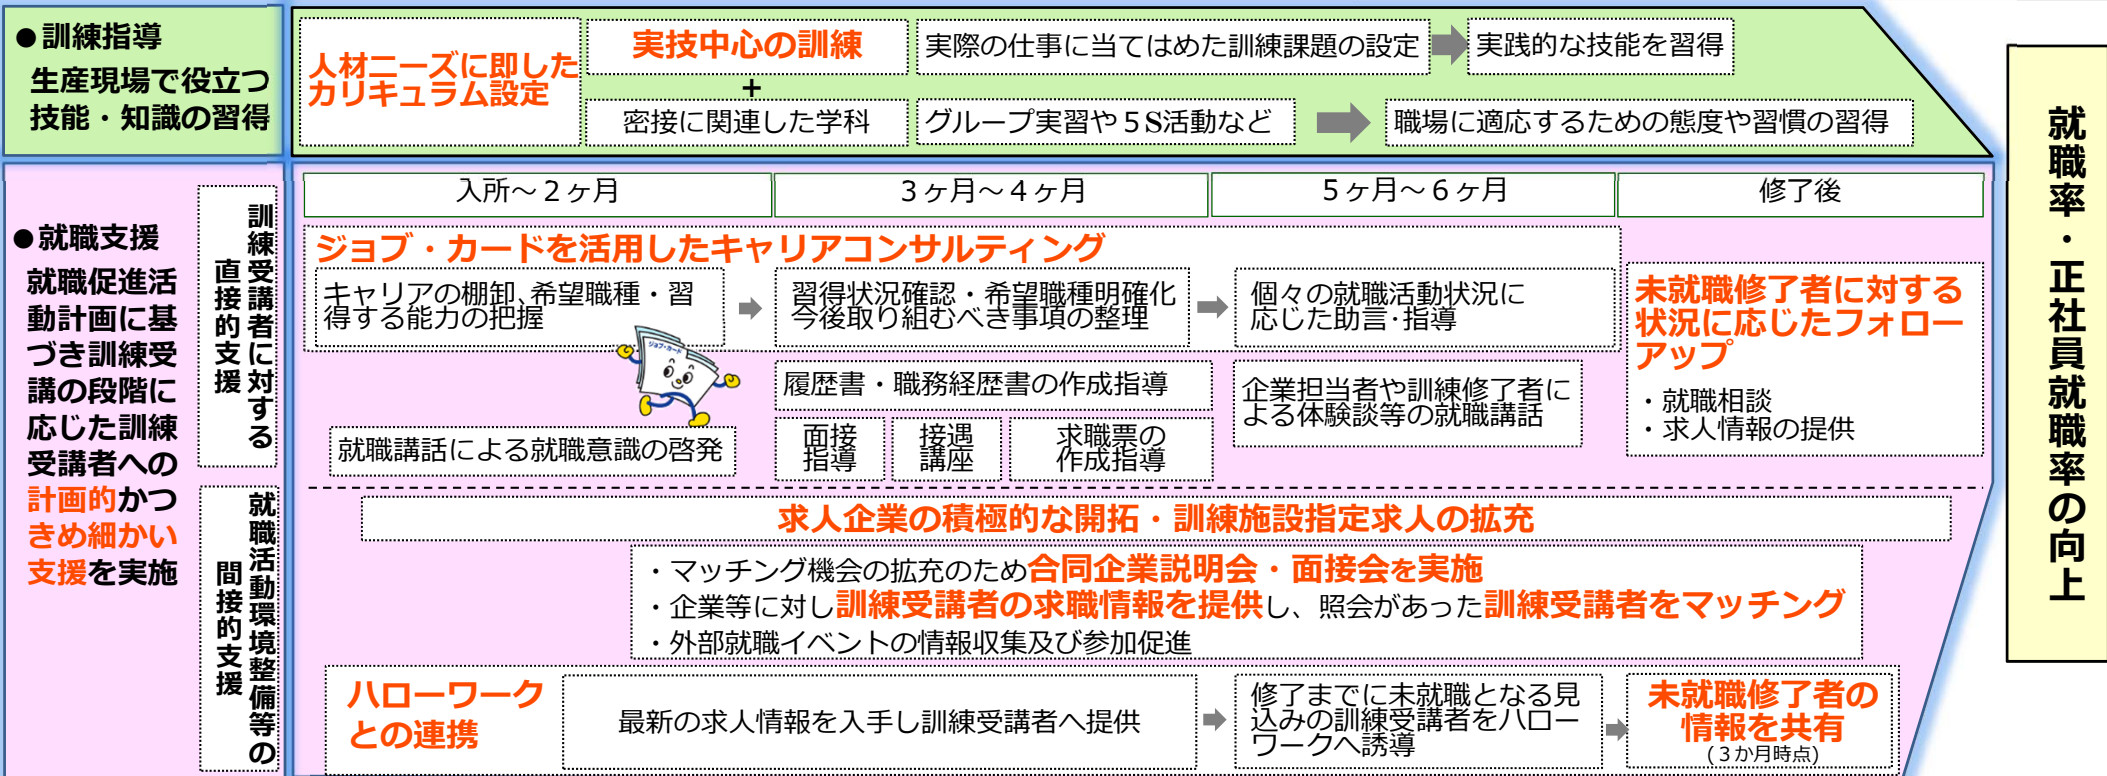 ●訓練指導
生産現場で役立つ
技能・知識の習得
人材ニーズに即した
カリキュラム設定
実技中心の訓練
+
密接に関連した学科
実際の仕事に当てはめた訓練課題の設定
実践的な技能を習得
グループ実習や５S活動など
職場に適応するための態度や習慣の習得
●就職支援
就職促進活
動計画に基
づき訓練受
講の段階に
応じた訓練
受講者への
計画的かつ
きめ細かい
支援を実施
訓練受講者に対する
直接的支援
入所～２ヶ月
３ヶ月～４ヶ月
５ヶ月～６ヶ月
修了後
ジョブ・カードを活用したキャリアコンサルティング
キャリアの棚卸、希望職種・習
得する能力の把握
習得状況確認・希望職種明確化
今後取り組むべき事項の整理
個々の就職活動状況に
応じた助言・指導
未就職修了者に対する
状況に応じたフォロー
アップ
・就職相談
・求人情報の提供
ジョブ・カード
就職講話による就職意識の啓発
履歴書・職務経歴書の作成指導
面接
指導
接遇
講座
求職票の
作成指導
企業担当者や訓練修了者に
よる体験談等の就職講話
就職活動環境整備等の
間接的支援
求人企業の積極的な開拓・訓練施設指定求人の拡充
・マッチング機会の拡充のため合同企業説明会・面接会を実施
・企業等に対し訓練受講者の求職情報を提供し、照会があった訓練受講者をマッチング
・外部就職イベントの情報収集及び参加促進
ハローワーク
との連携
最新の求人情報を入手し訓練受講者へ提供
修了までに未就職となる見
込みの訓練受講者をハロー
ワークへ誘導
未就職修了者の
情報を共有
(３か月時点)
就職率・正社員就職率の向上